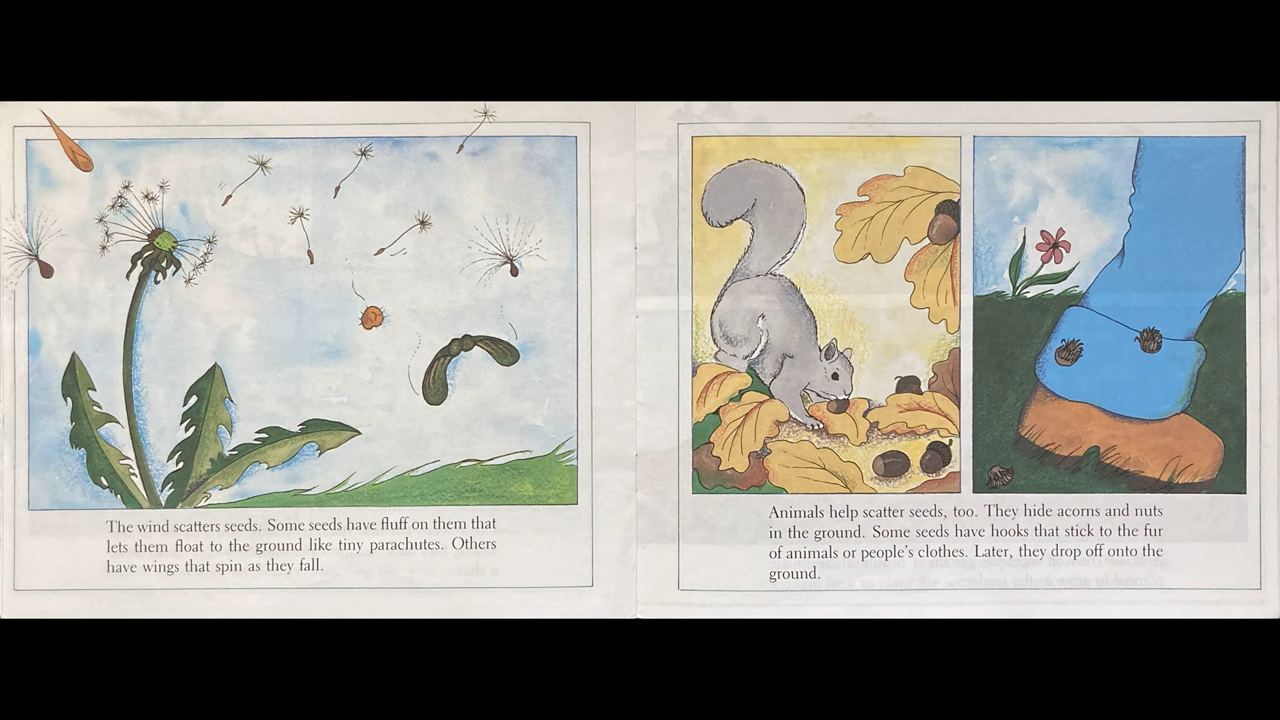 The wind scatters seeds. Some seeds have fluff on them that
lets them float to the ground like tiny parachutes. Others
have wings that spin as they fall.
Animals help scatter seeds, too. They hide acorns and nuts
in the ground. Some seeds have hooks that stick to the fur
of animals or people's clothes. Later, they drop off onto the
ground.